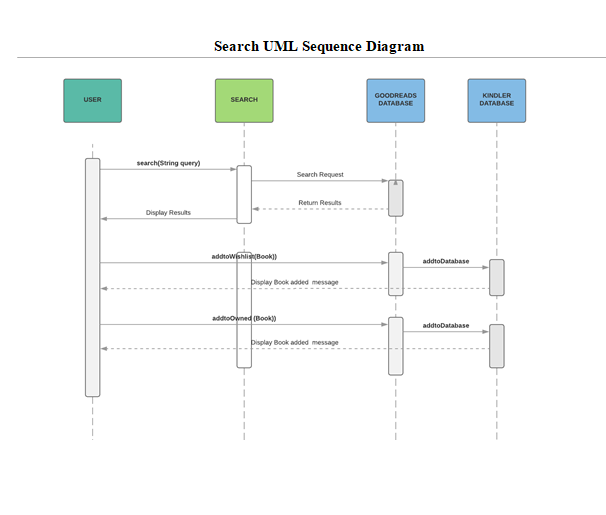 Search UML Sequence Diagram
USER
SEARCH
GOODREADS
DATABASE
KINDLER
DATABASE
search(String query)
Search Request
Return Results
Display Results
addtoWishlist(Book))
addtoDatabase
Display Book added message
addtoOwned (Book))
addtoDatabase
Display Book added message